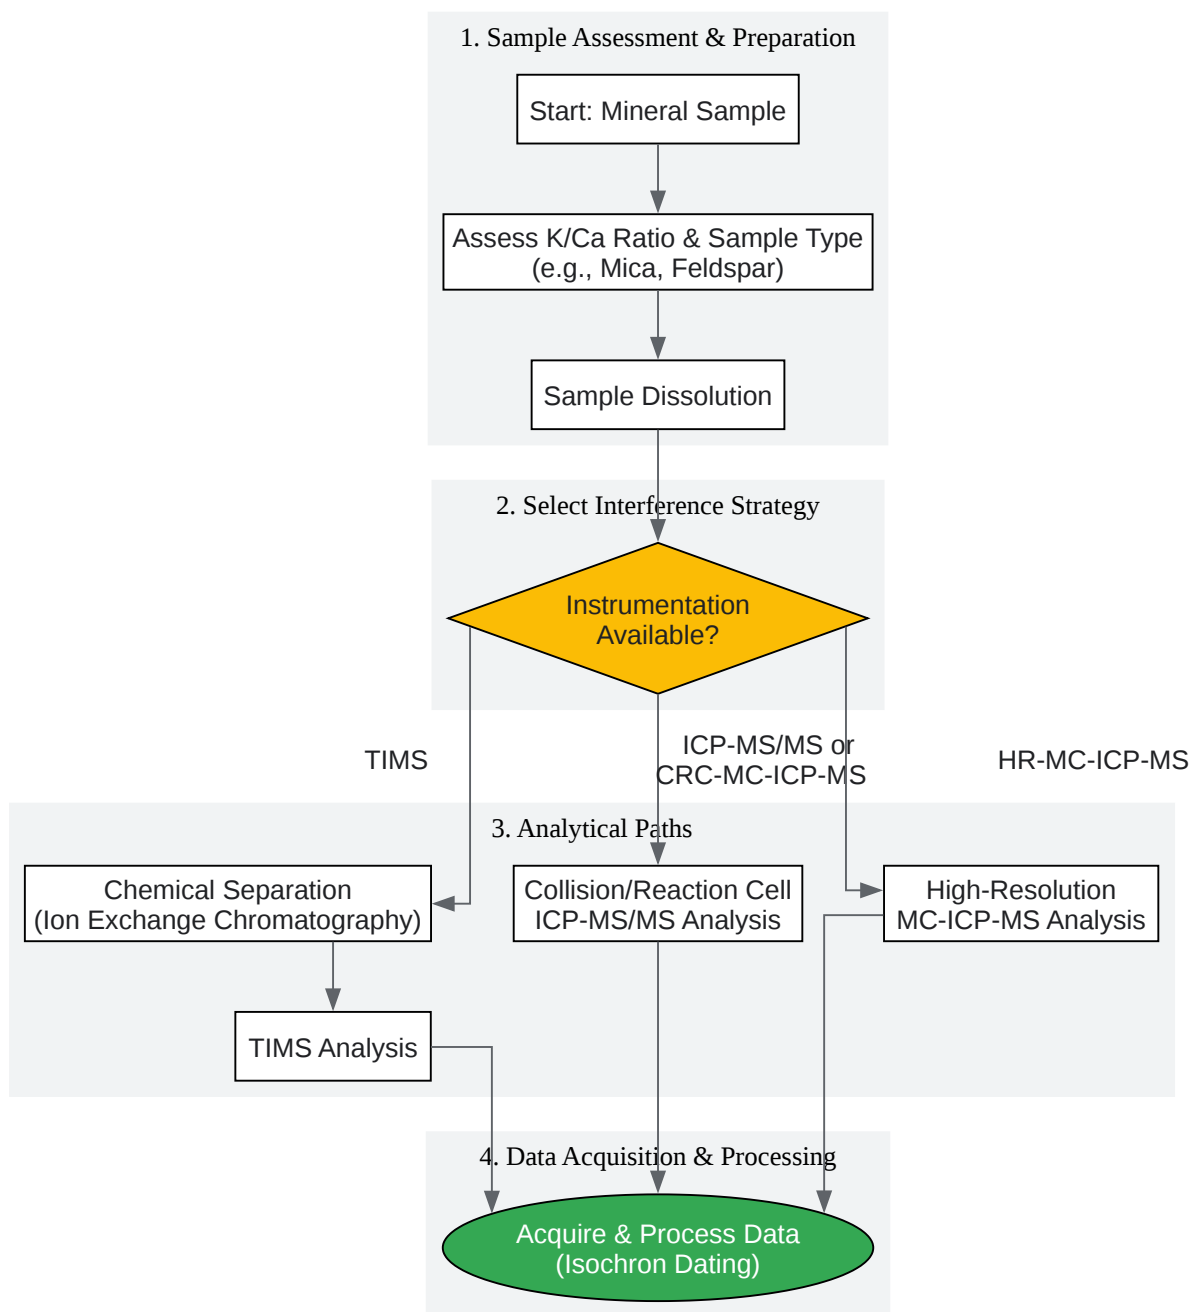 1. Sample Assessment & Preparation
Start: Mineral Sample
Assess K/Ca Ratio & Sample Type
(e.g., Mica, Feldspar)
Sample Dissolution
2. Select Interference Strategy
Instrumentation
Available?
TIMS
ICP-MS/MS or
CRC-MC-ICP-MS
HR-MC-ICP-MS
3. Analytical Paths
Chemical Separation
(Ion Exchange Chromatography)
Collision/Reaction Cell
ICP-MS/MS Analysis
High-Resolution
MC-ICP-MS Analysis
TIMS Analysis
4. Data Acquisition & Processing
Acquire & Process Data
(Isochron Dating)